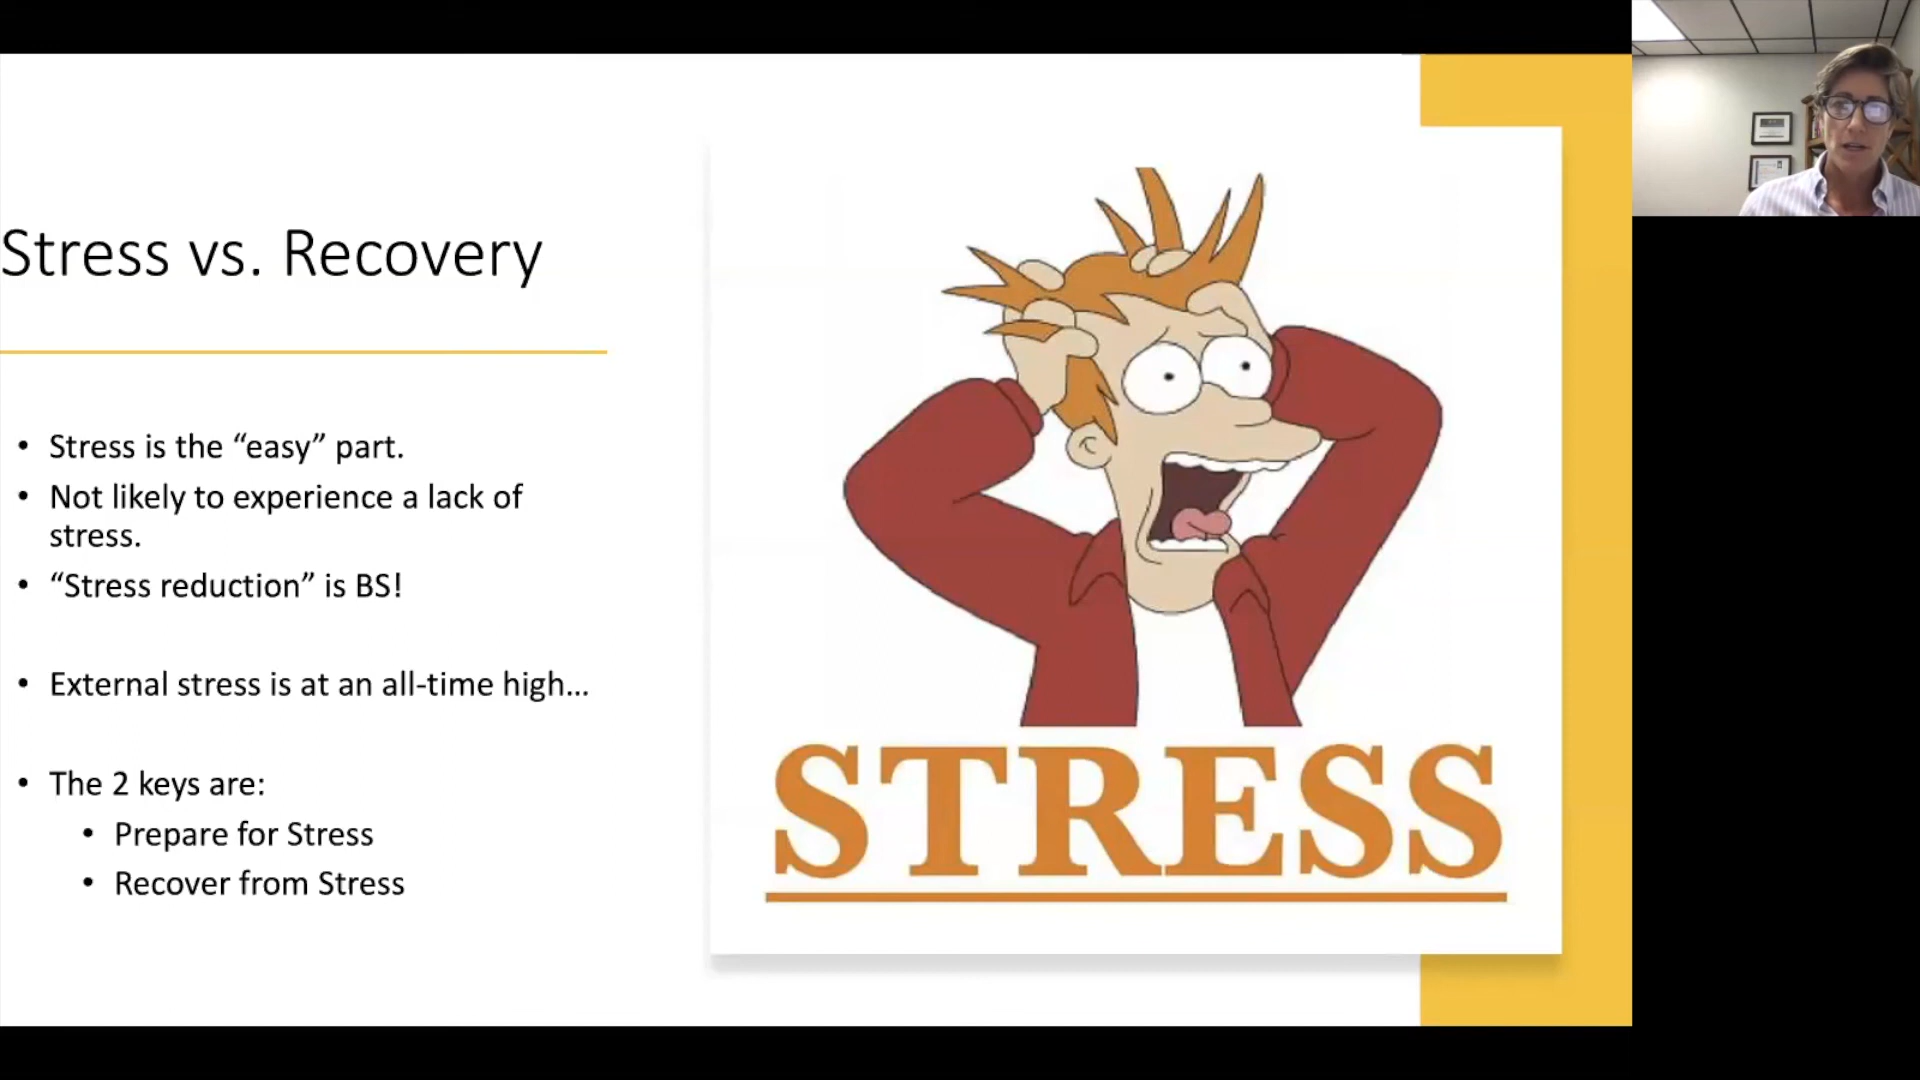 Stress vs. Recovery
• Stress is the “easy” part.
• Not likely to experience a lack of
stress.
• “Stress reduction” is BS!
• External stress is at an all-time high...
• The 2 keys are:
• Prepare for Stress
• Recover from Stress
STRESS